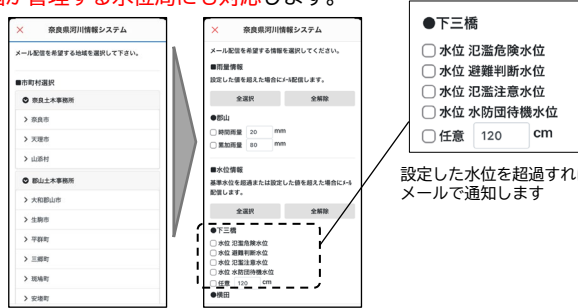 が管理する水位局にも対応します。
× 奈良県河川情報システム
メール配信を希望する地域を選択して下さい。
■市町村選択
奈良土木事務所
> 奈良市
> 天理市
> 山添村
郡山土木事務所
> 大和郡山市
> 生駒市
> 平群町
> 三郷町
> 斑鳩町
> 安堵町
× 奈良県河川情報システム
メール配信を希望する情報を選択してください。
■雨量情報
設定した値を超えた場合にメール配信します。
全選択 全解除
●郡山
時間雨量 20 mm
累加雨量 80 mm
■水位情報
基準水位を超過または設定した値を超えた場合にメール
配信します。
全選択 全解除
●下三橋
水位 氾濫危険水位
水位 避難判断水位
水位 氾濫注意水位
水位 水防団待機水位
任意 120 cm
●横田
●下三橋
水位 氾濫危険水位
水位 避難判断水位
水位 氾濫注意水位
水位 水防団待機水位
任意 120 cm
設定した水位を超過すれ
メールで通知します